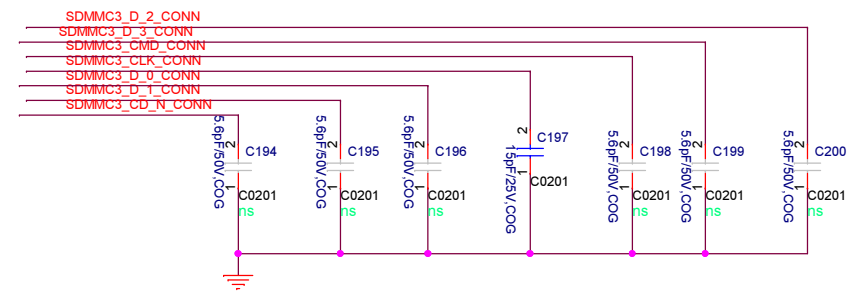 SDMMC3_D_2_CONN
SDMMC3_D_3_CONN
SDMMC3_CMD_CONN
SDMMC3_CLK_CONN
SDMMC3_D_0_CONN
SDMMC3_D_1_CONN
SDMMC3_CD_N_CONN
5.6pF/50V,COG
2
C194
1
C0201
ns
5.6pF/50V,COG
2
C195
1
C0201
ns
5.6pF/50V,COG
2
C196
1
C0201
ns
15pF/25V,COG
2
C197
1
C0201
5.6pF/50V,COG
2
C198
1
C0201
ns
5.6pF/50V,COG
2
C199
1
C0201
ns
5.6pF/50V,COG
2
C200
1
C0201
ns